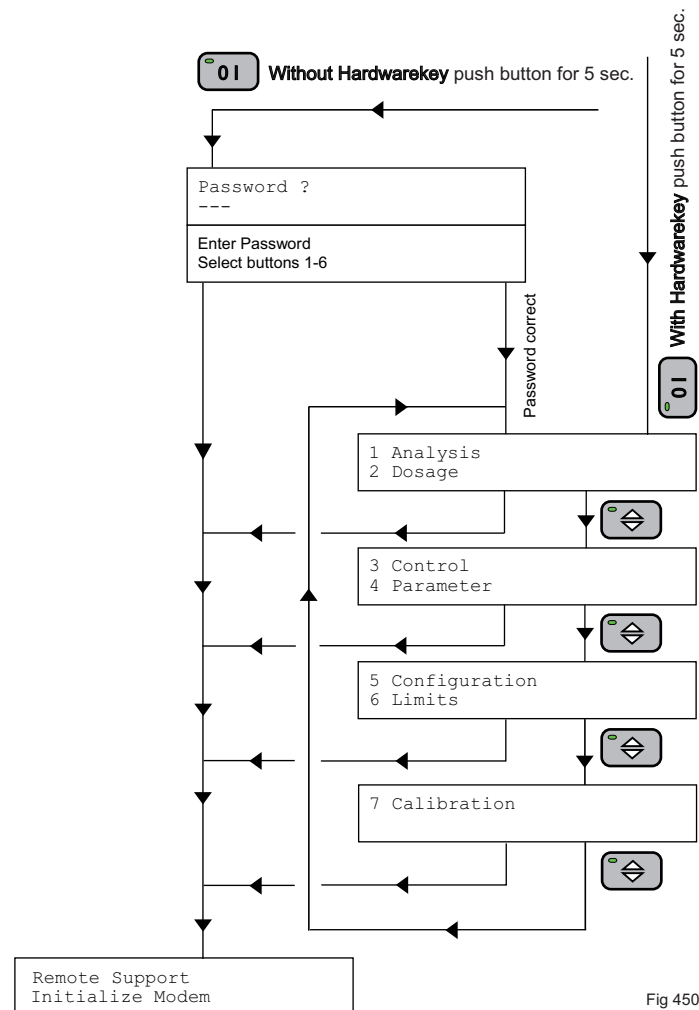 01 Without Hardwarekey push button for 5 sec.
With Hardwarekey push button for 5 sec.
01
Password ?
---
Enter Password
Select buttons 1-6
Password correct
1 Analysis
2 Dosage
3 Control
4 Parameter
5 Configuration
6 Limits
7 Calibration
Remote Support
Initialize Modem
Fig 450